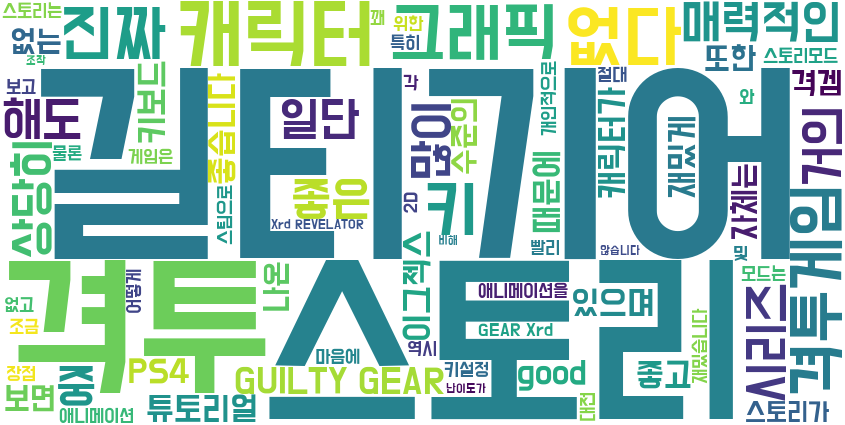 스토리는
없는
조작
진짜
캐릭터
깨
위한
특히
그래픽
없다
매력적인
또한
스토리모드
보고
해도
물론
키보드
게임은
좋습니다
길티기어
일단
각
많이
수준인
개인적으로
절대
와
격겜
캐릭터가
재밌게
자체는
거의
상당히
스팀으로
좋은
2D
키
때문에
Xrd REVELATOR
비해
빨리
않습니다
및
격투
스토리
어떻게
나온
이그젝스
애니메이션을
있으며
모드는
시리즈
격투게임
없고
조금
장점
중
PS4
마음에
역시
GEAR Xrd
재밌습니다
보면
애니메이션
튜토리얼
GUILTY GEAR
키설정
난이도가
good
대전
좋고
스토리가